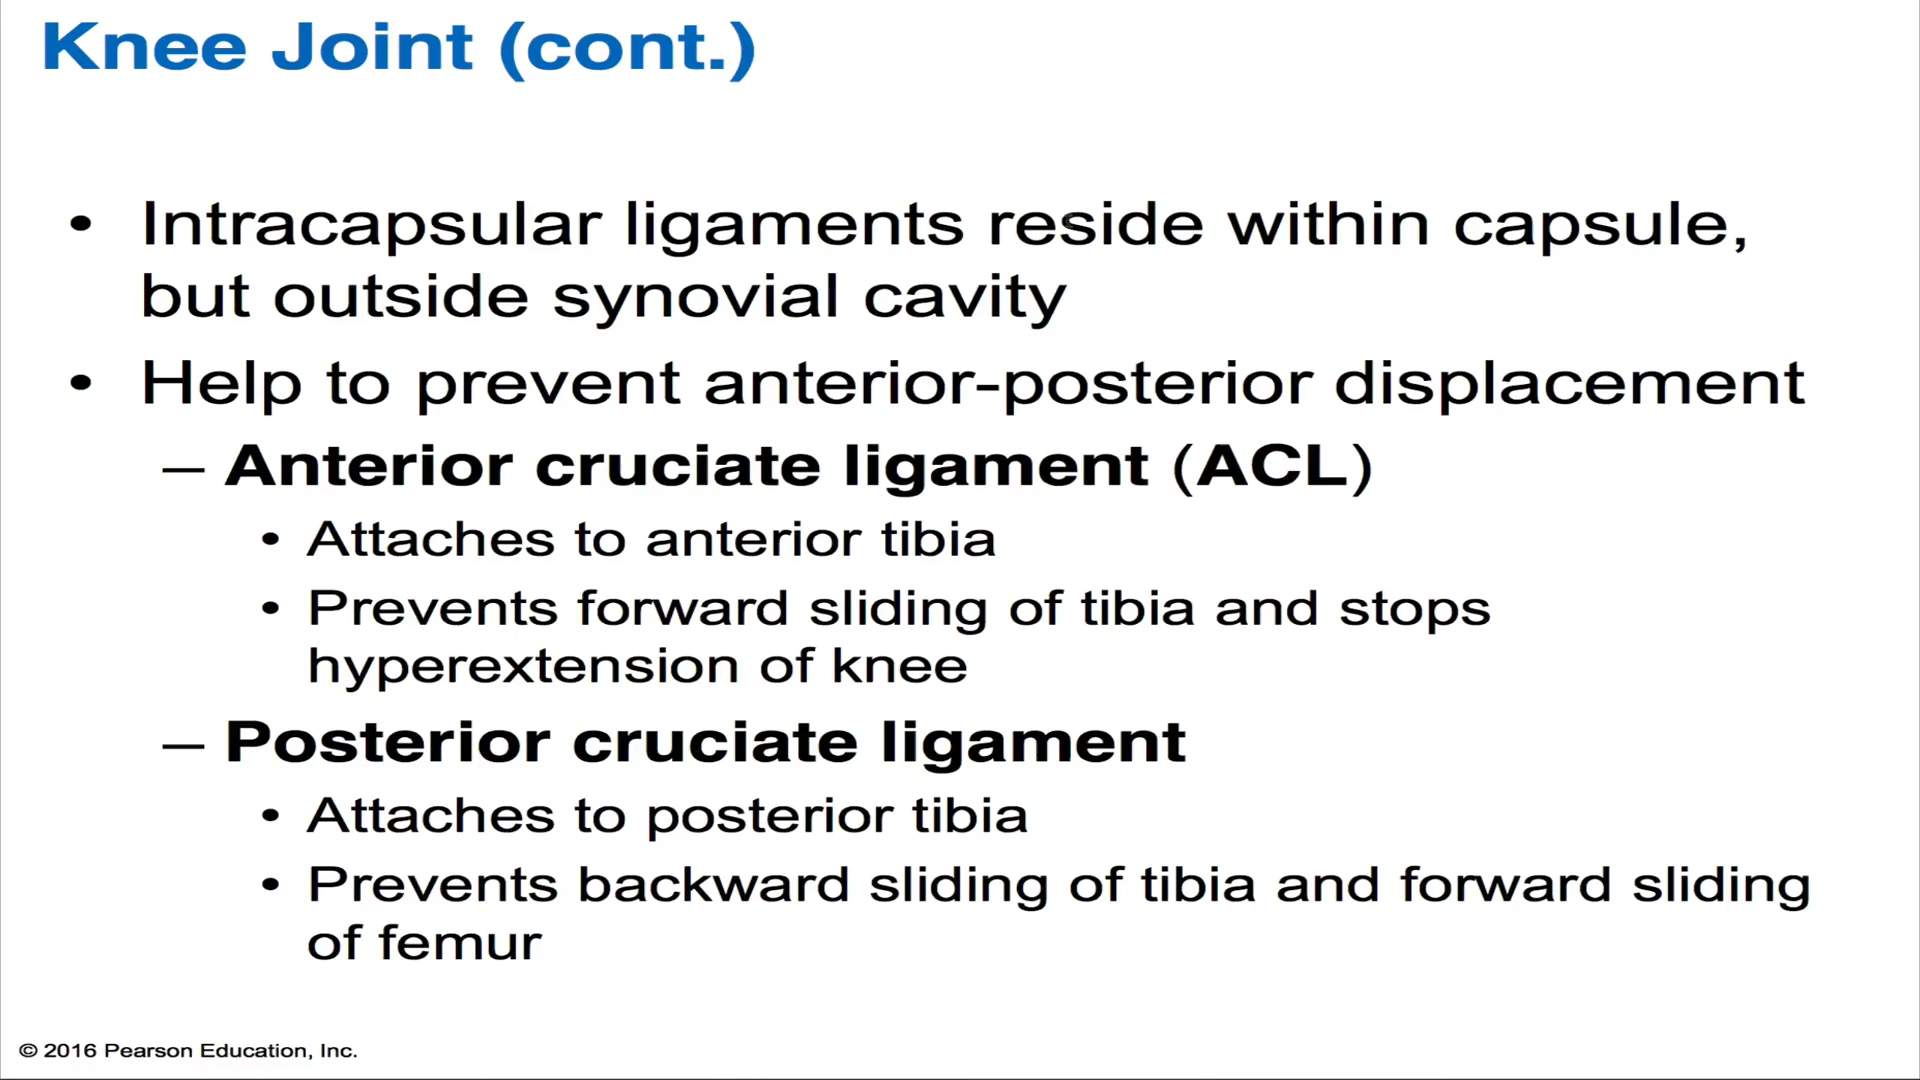 Knee Joint (cont.)
• Intracapsular ligaments reside within capsule,
but outside synovial cavity
• Help to prevent anterior-posterior displacement
– Anterior cruciate ligament (ACL)
• Attaches to anterior tibia
• Prevents forward sliding of tibia and stops
hyperextension of knee
– Posterior cruciate ligament
• Attaches to posterior tibia
• Prevents backward sliding of tibia and forward sliding
of femur
© 2016 Pearson Education, Inc.